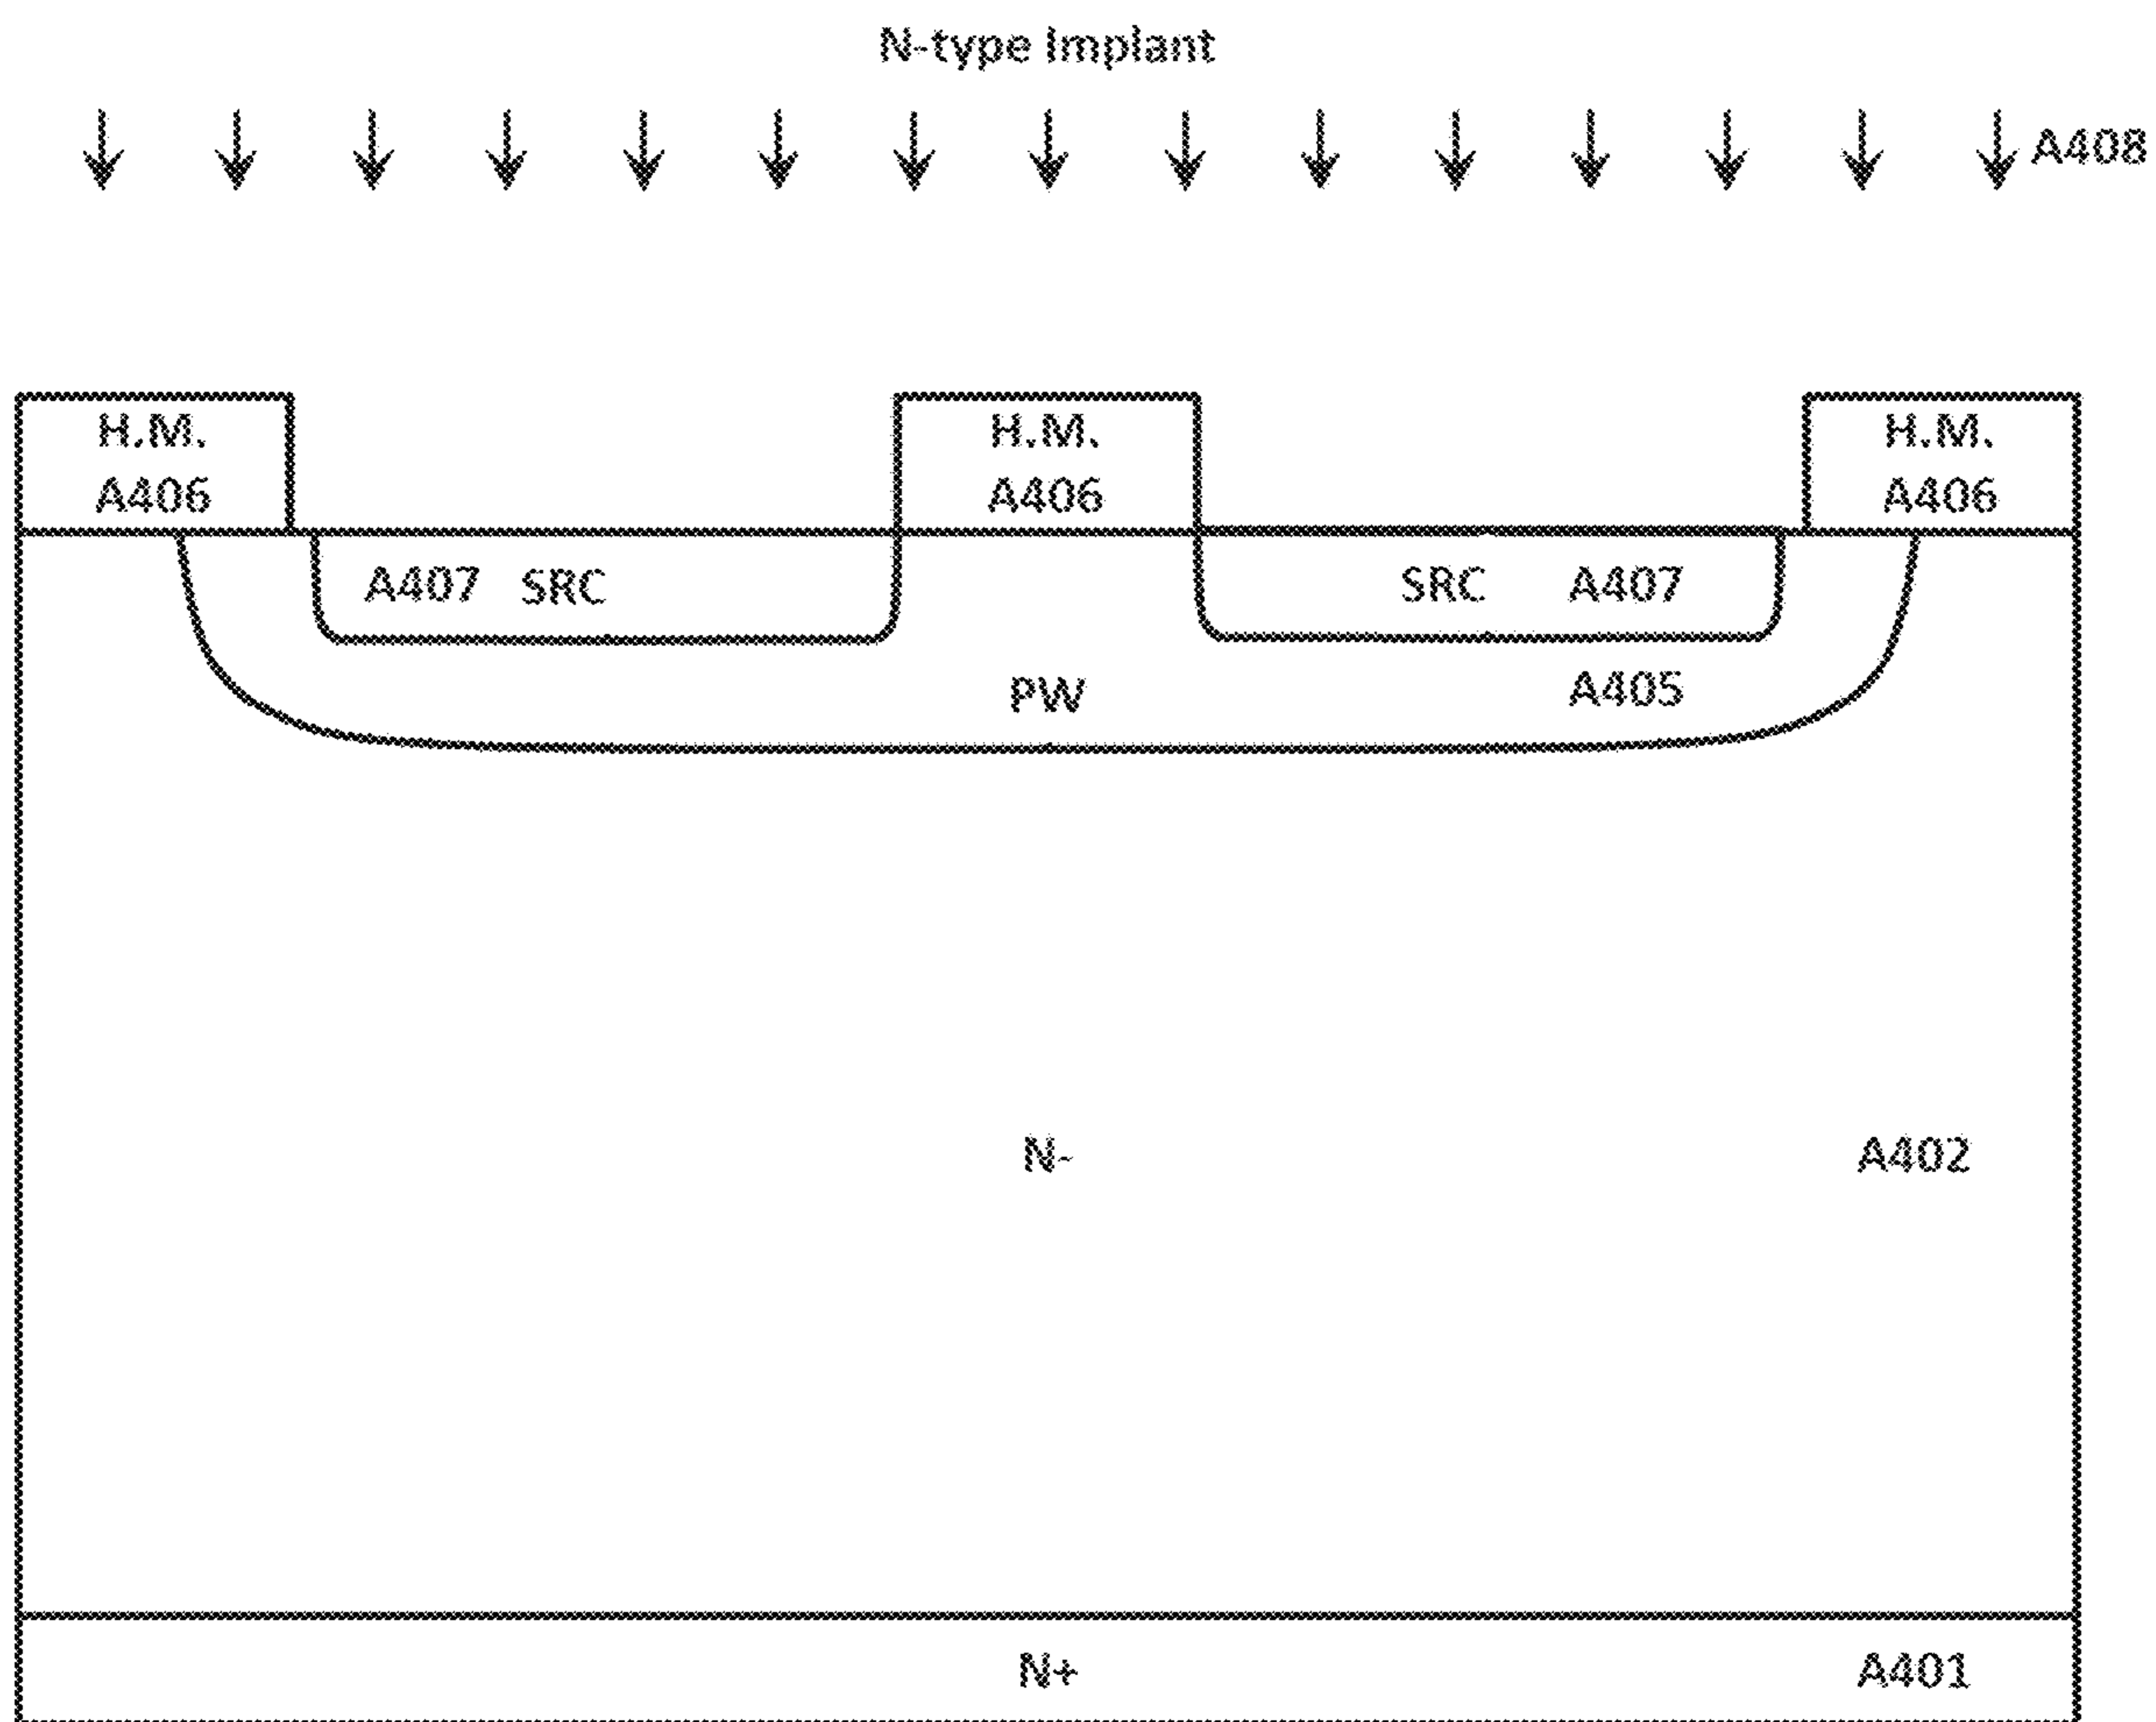 N-type Implant
A408
H.M. H.M. H.M.
A406 A406 A406
A407 SRC SRC A407
PW A405
N- A402
N+ A401